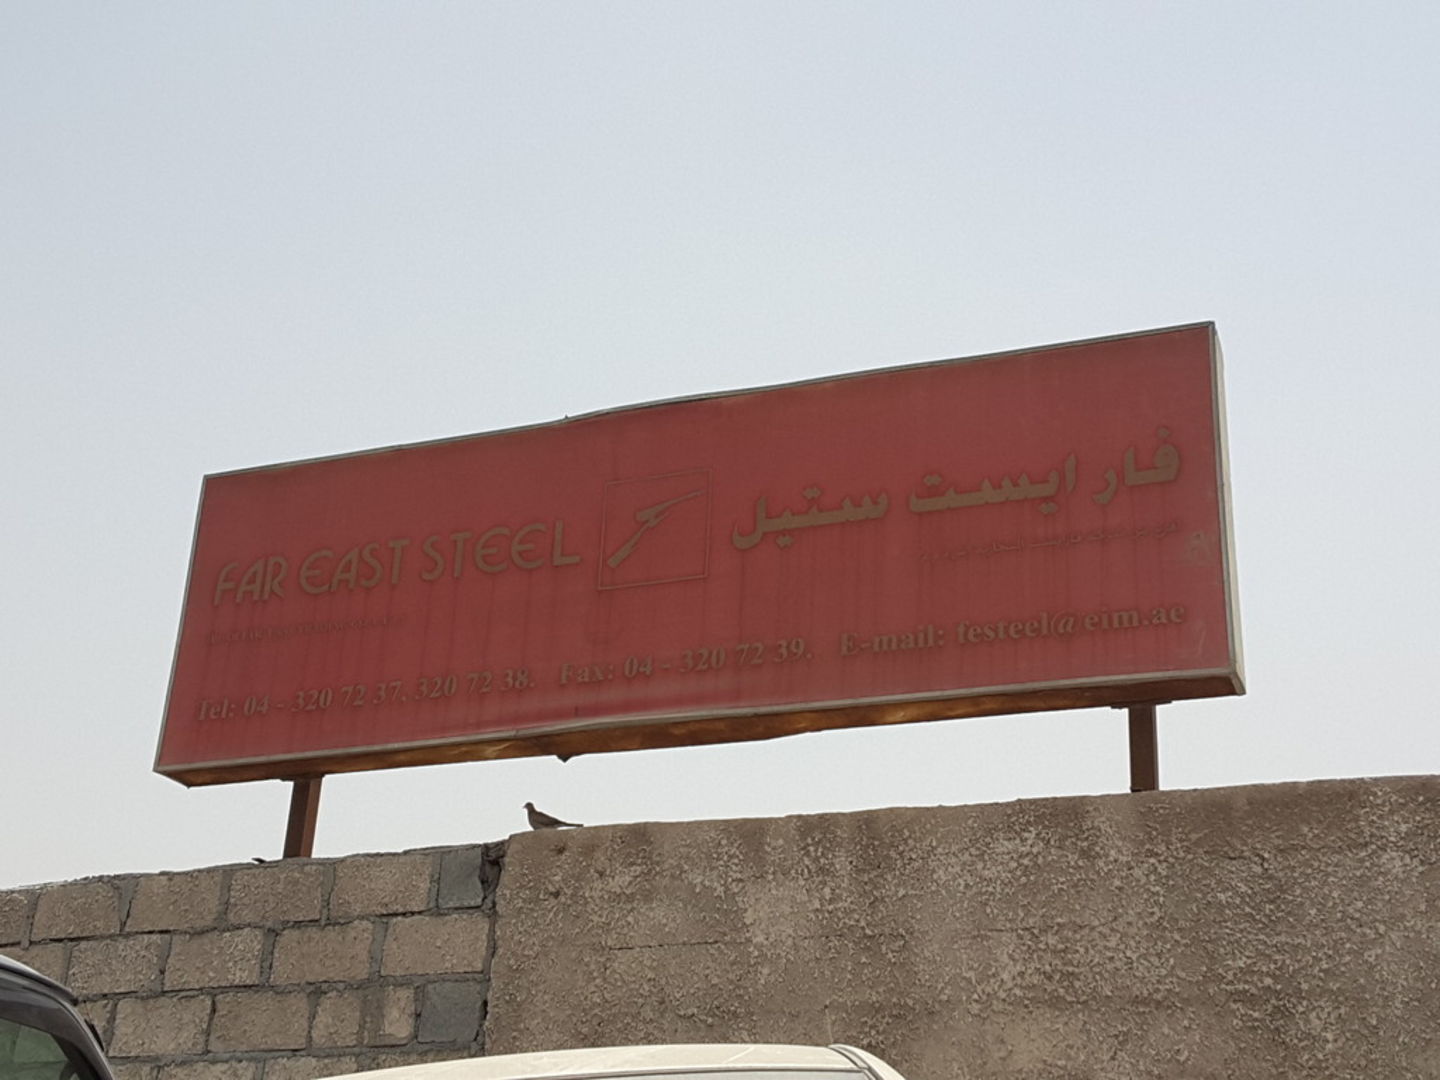 FAR EAST STEEL
فار ايست ستيل
Tel: 04 - 320 72 37, 320 72 38. Fax: 04 - 320 72 39. E-mail: festeel@eim.ae